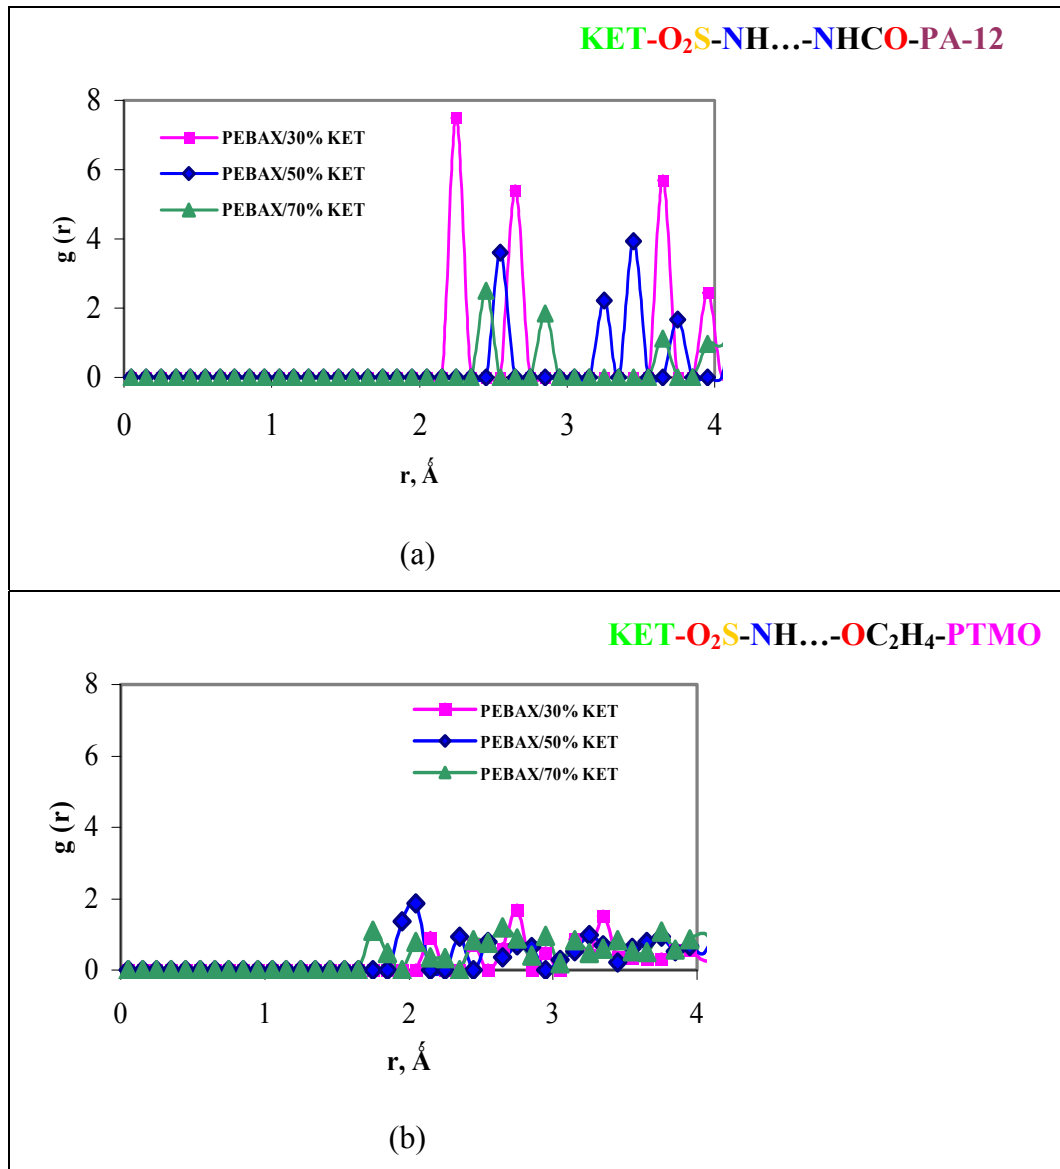 KET-O₂S-NH…-NHCO-PA-12
8
6
4
2
0
g (r)
PEBAX/30% KET
PEBAX/50% KET
PEBAX/70% KET
0 1 2 3 4
r, Å
(a)
KET-O₂S-NH…-OC₂H₄-PTMO
8
6
4
2
0
g (r)
PEBAX/30% KET
PEBAX/50% KET
PEBAX/70% KET
0 1 2 3 4
r, Å
(b)